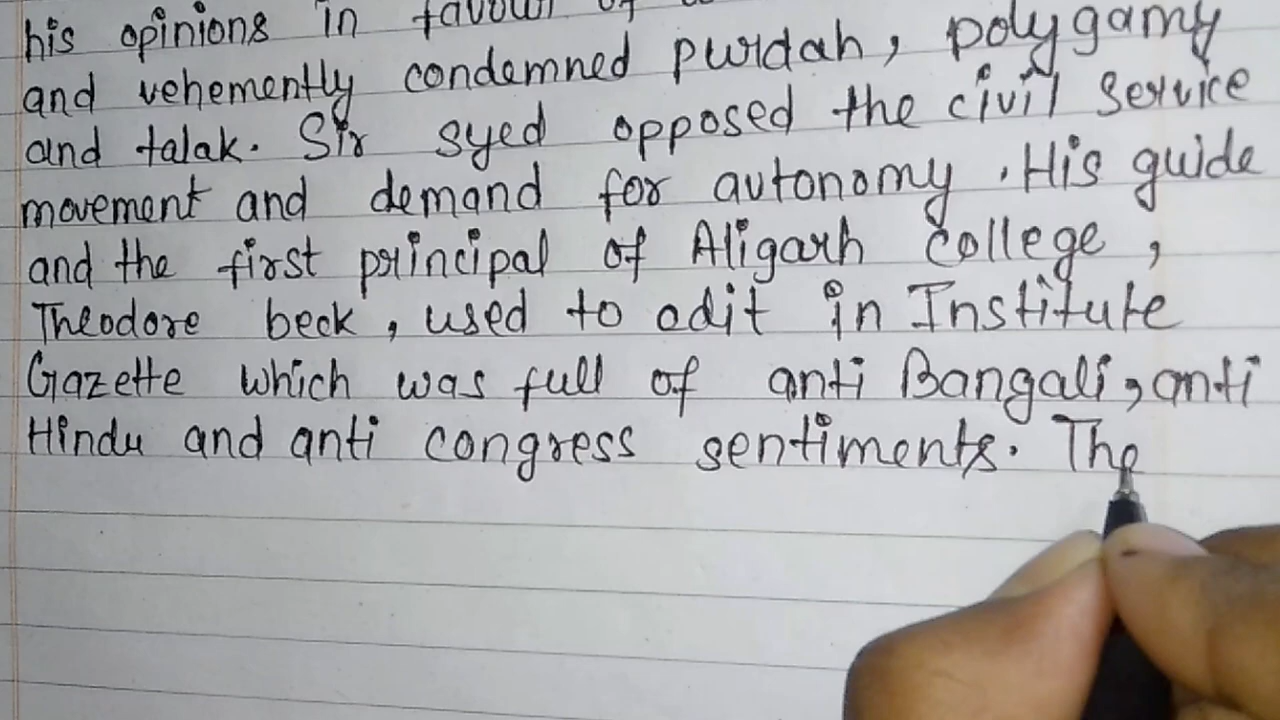 his opinions in favour of
and vehemently condemned purdah, polygamy
and talak. Sir syed opposed the civil service
movement and demand for autonomy. His guide
and the first principal of Aligarh college,
Theodore beck, used to edit in Institute
Gazette which was full of anti Bangali, anti
Hindu and anti congress sentiments. The